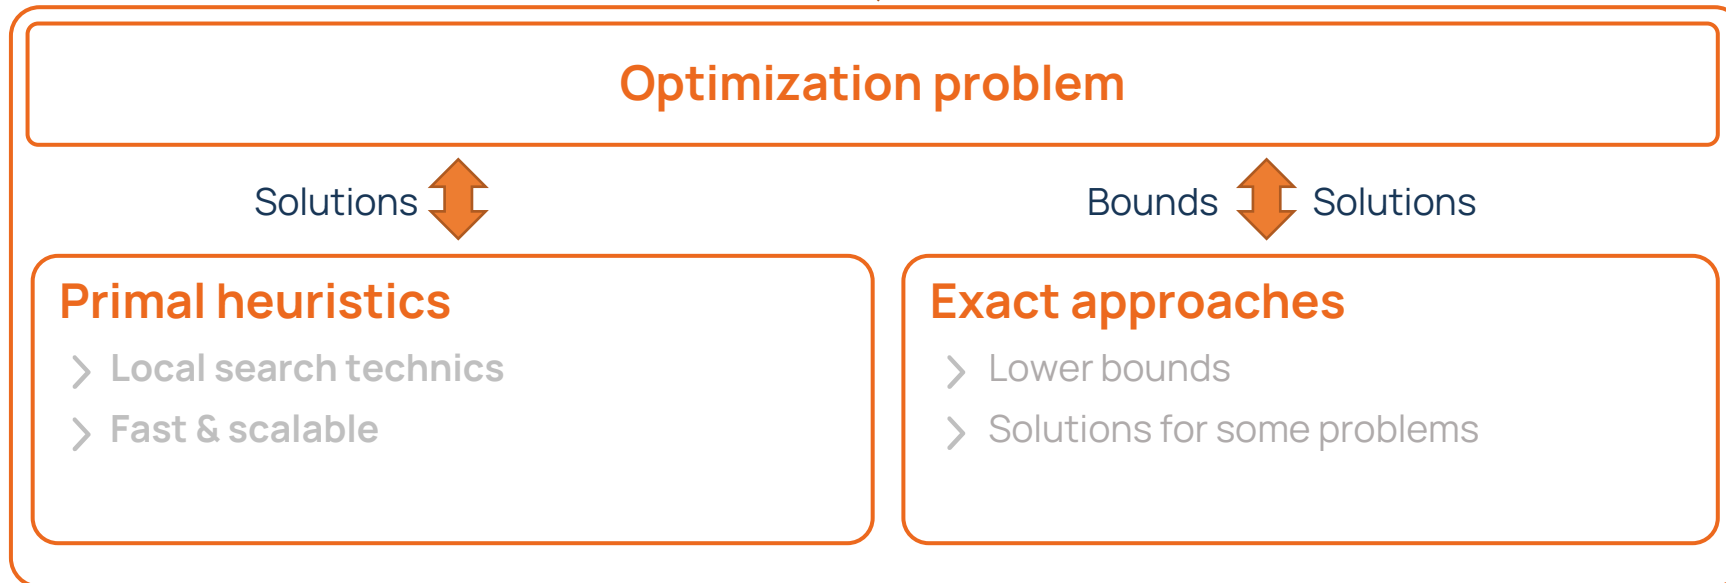 Optimization problem
Solutions
Bounds
Solutions
Primal heuristics
Local search technics
Fast & scalable
Exact approaches
Lower bounds
Solutions for some problems